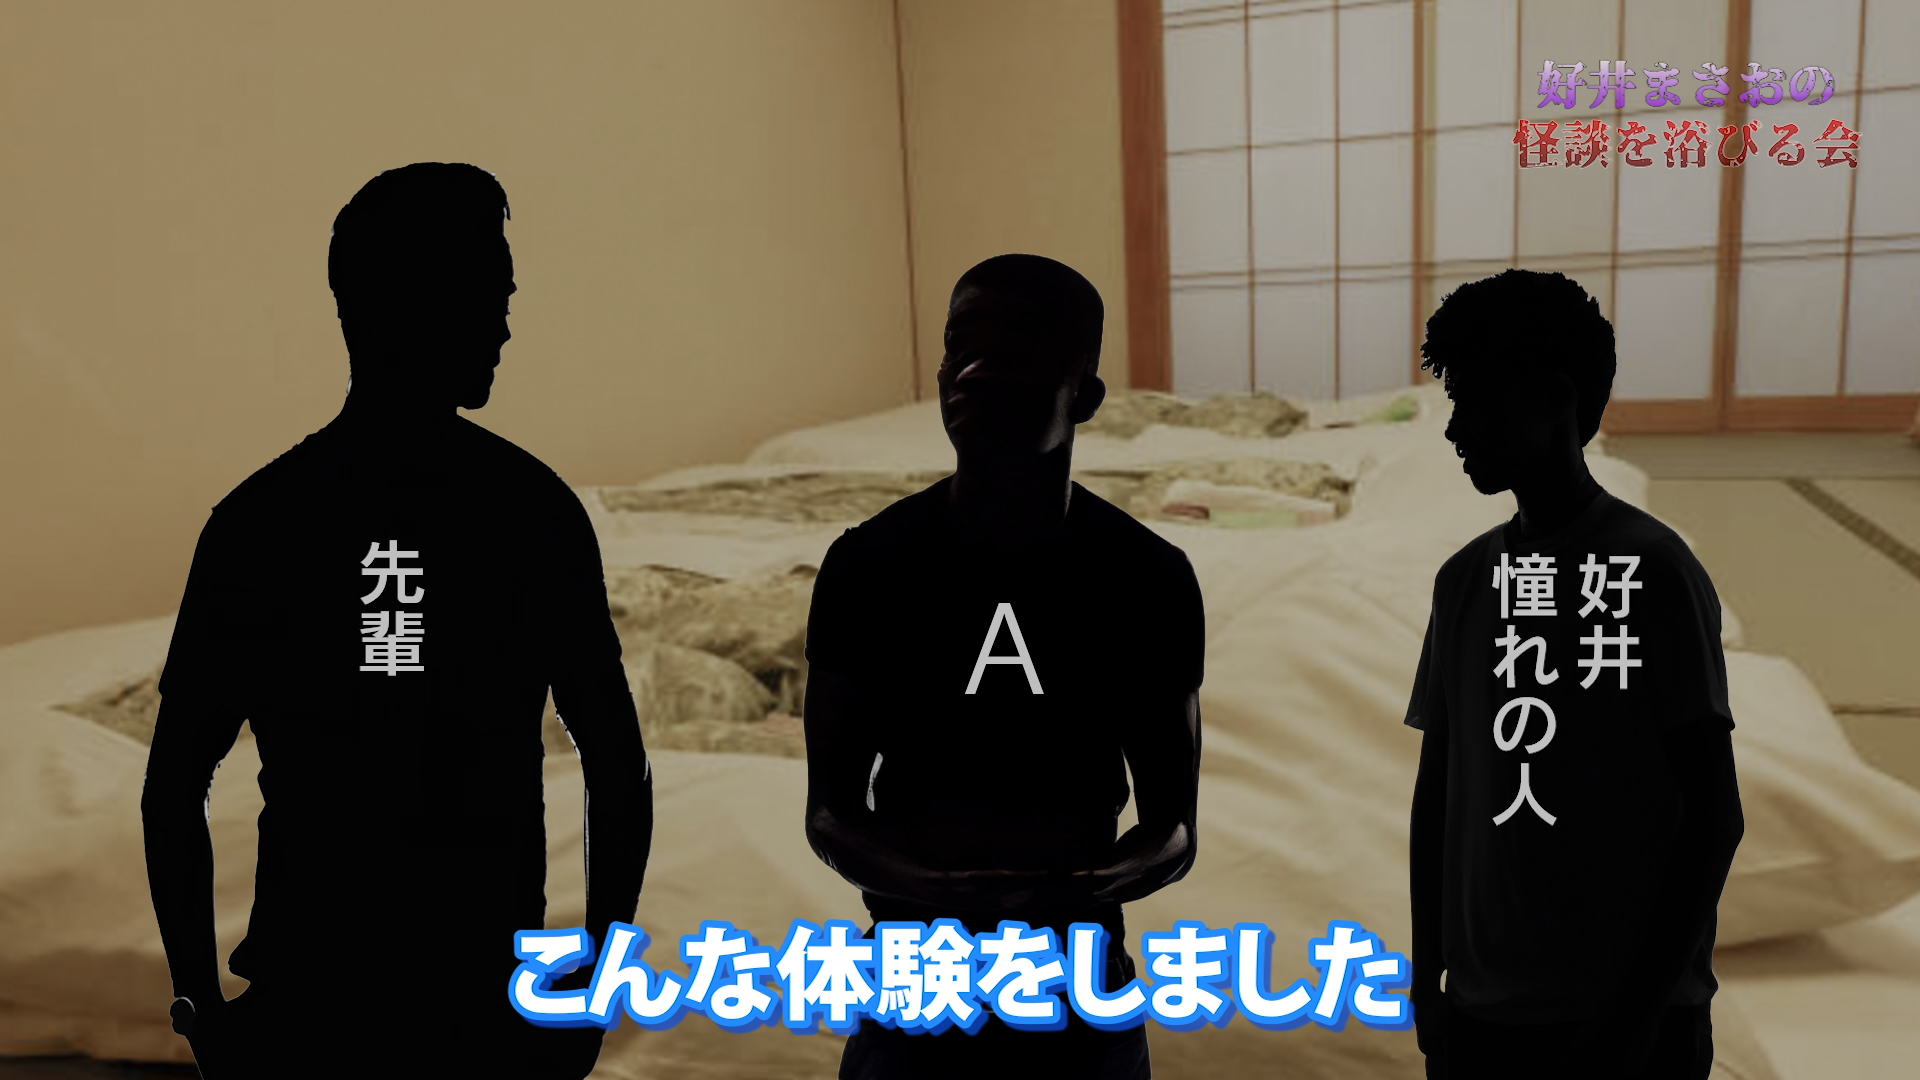 好井まさおの
怪談を浴びる会
先輩
A
好井
憧れの人
こんな体験をしました